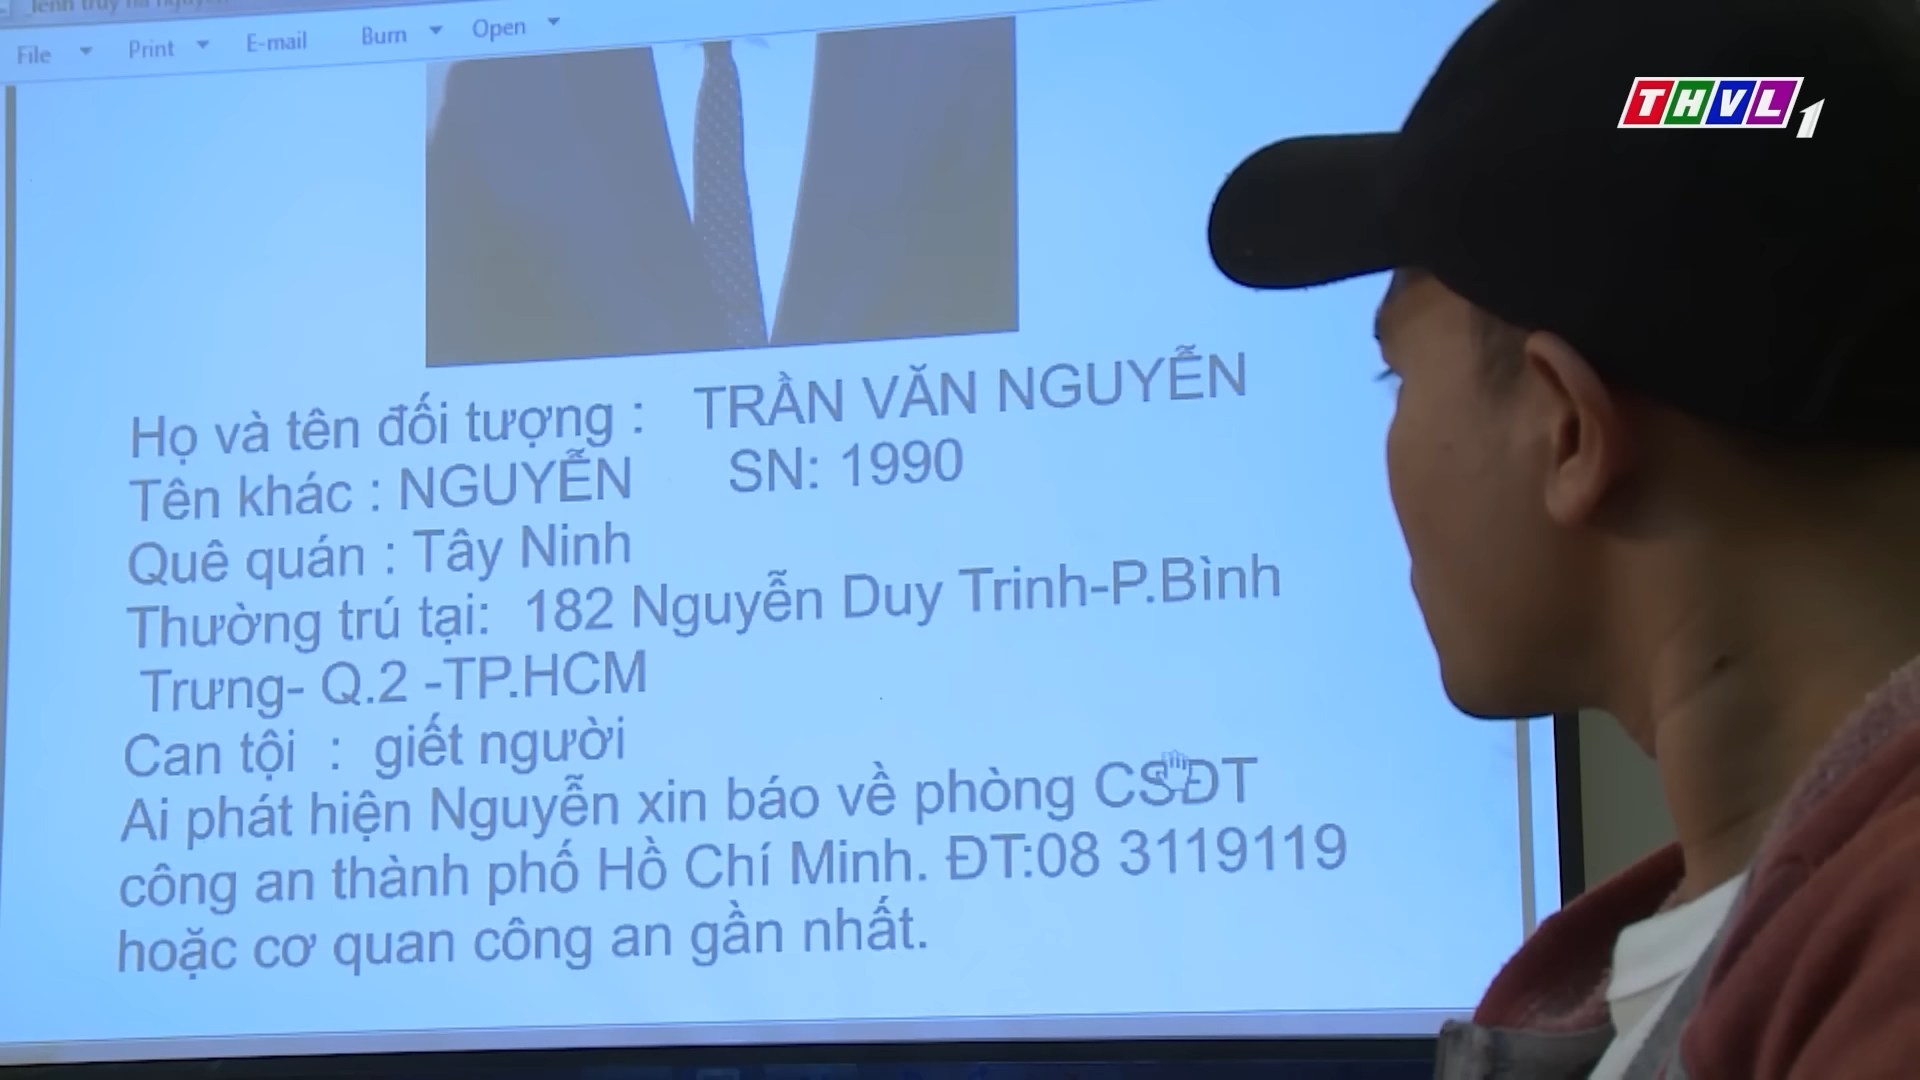 File Print E-mail Burn Open
THVL1
Họ và tên đối tượng : TRẦN VĂN NGUYỄN
Tên khác : NGUYỄN SN: 1990
Quê quán : Tây Ninh
Thường trú tại: 182 Nguyễn Duy Trinh-P.Bình
Trưng- Q.2 -TP.HCM
Can tội : giết người
Ai phát hiện Nguyễn xin báo về phòng CSĐT
công an thành phố Hồ Chí Minh. ĐT:08 3119119
hoặc cơ quan công an gần nhất.